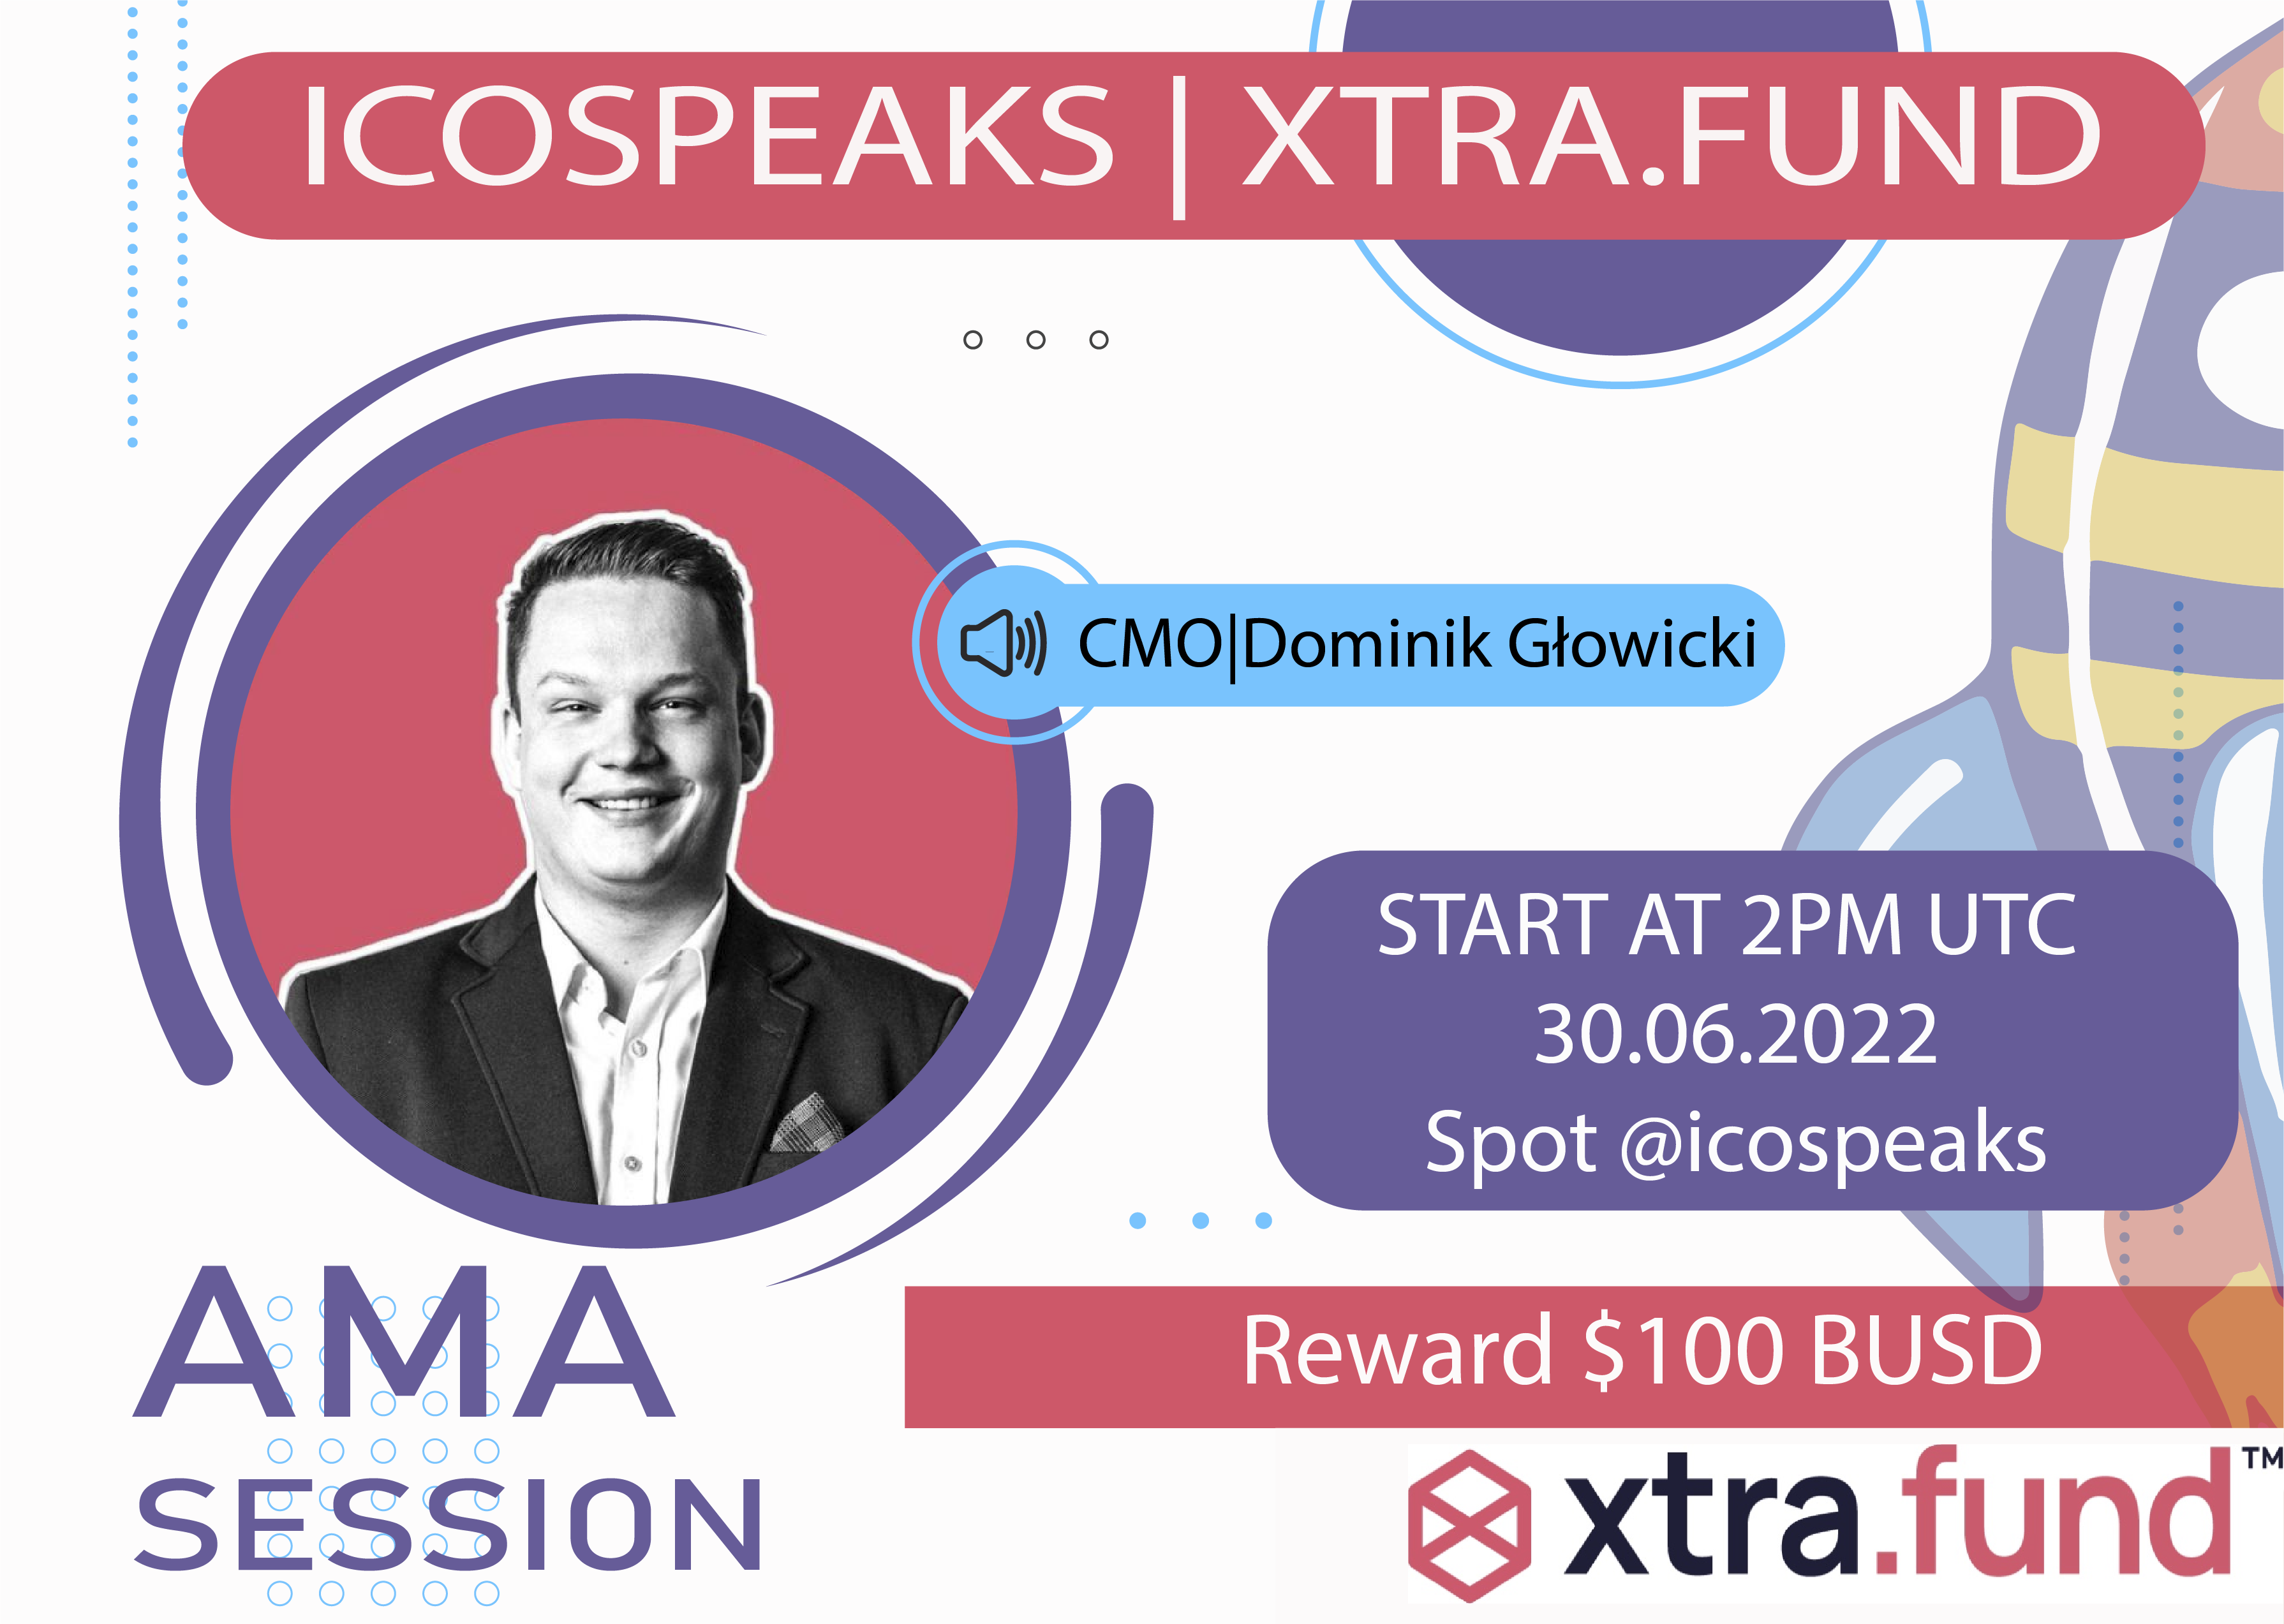 ICOSPEAKS | XTRA.FUND
CMO|Dominik Głowicki
START AT 2PM UTC
30.06.2022
Spot @icospeaks
Reward $100 BUSD
AMA
SESSION
xtra.fund™